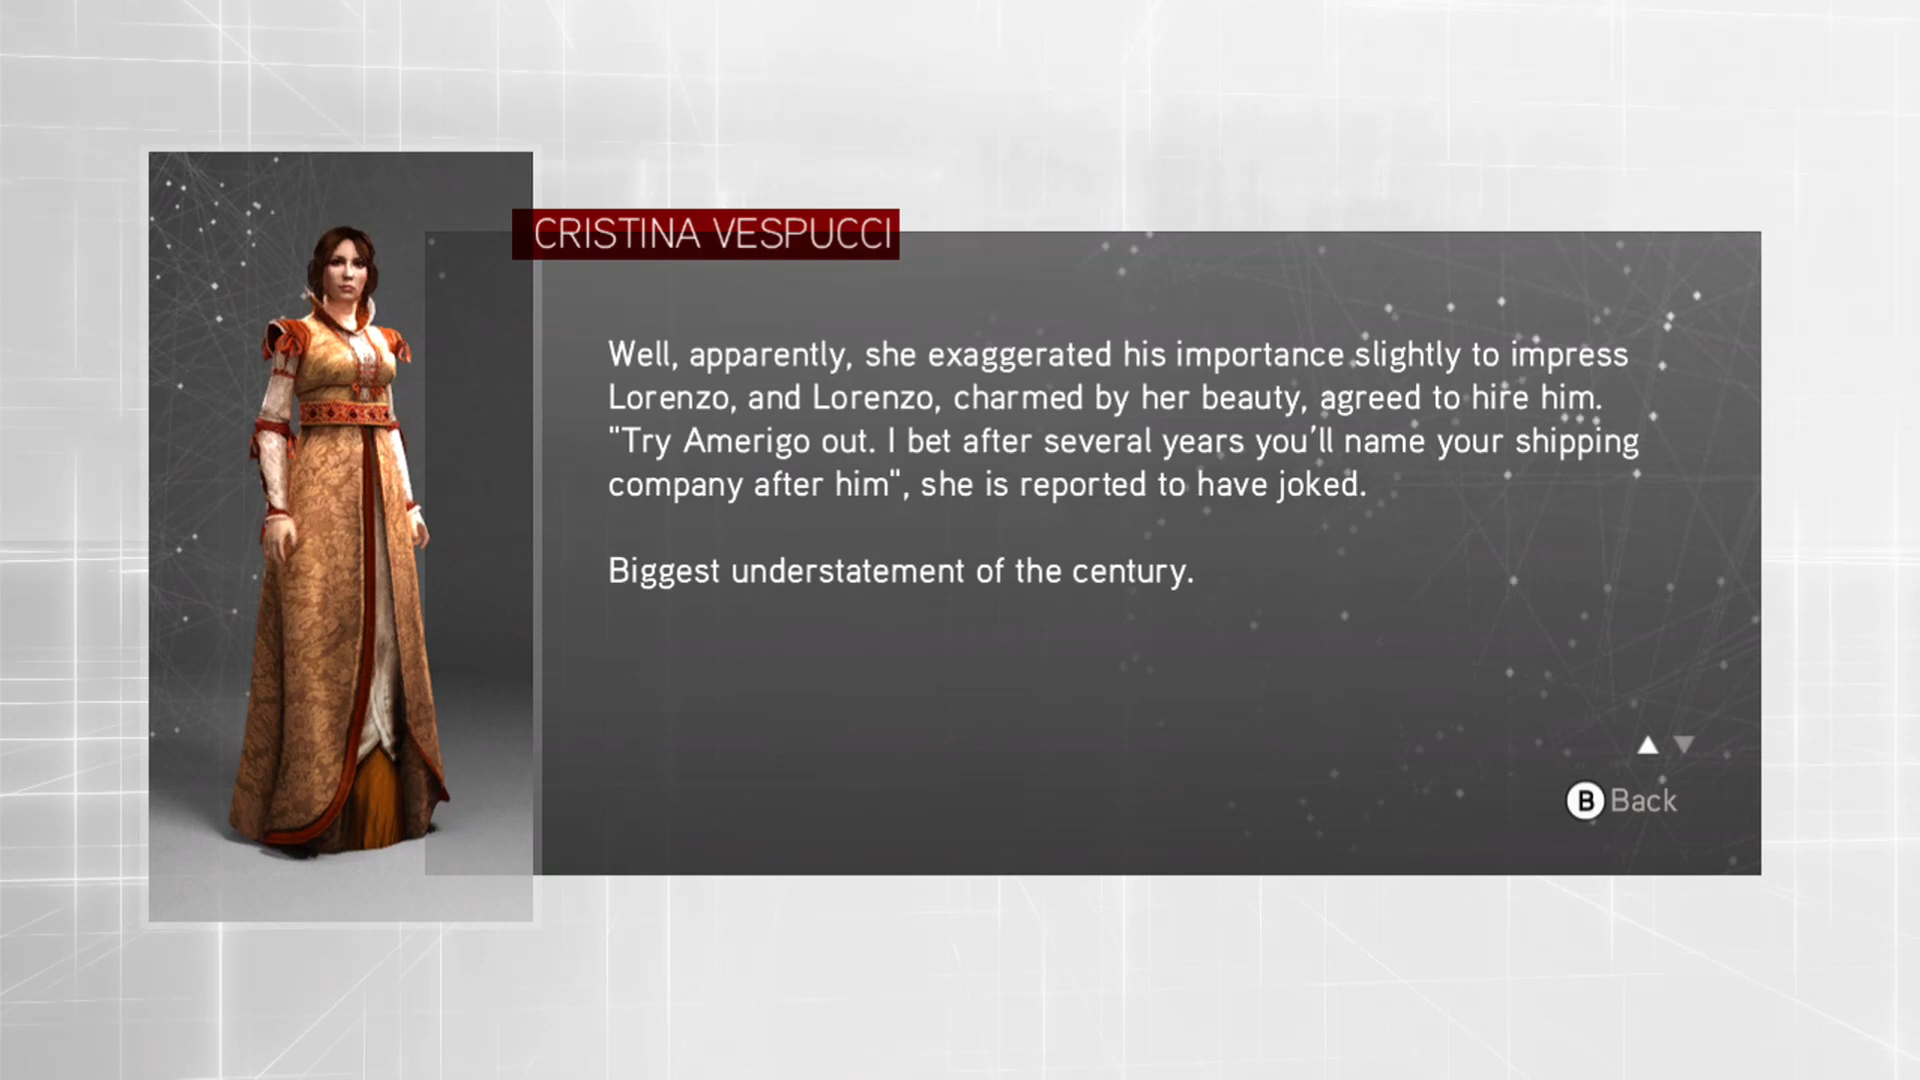 CRISTINA VESPUCCI
Well, apparently, she exaggerated his importance slightly to impress
Lorenzo, and Lorenzo, charmed by her beauty, agreed to hire him.
"Try Amerigo out. I bet after several years you'll name your shipping
company after him", she is reported to have joked.
Biggest understatement of the century.
B Back